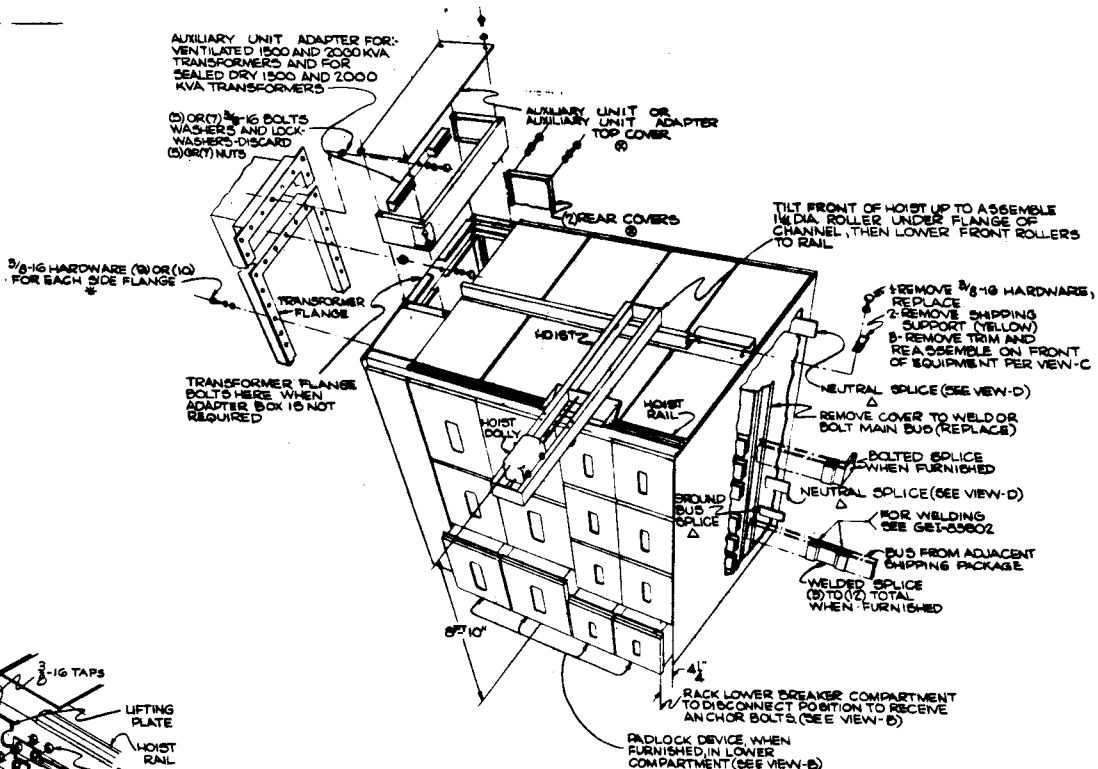 AUXILIARY UNIT ADAPTER FOR:
VENTILATED 1500 AND 2000 KVA
TRANSFORMERS AND FOR
SEALED DRY 1500 AND 2000
KVA TRANSFORMERS
(5) OR (7) 3/8-16 BOLTS
WASHERS AND LOCK-
WASHERS-DISCARD
(5) OR (7) NUTS
AUXILIARY UNIT OR
AUXILIARY UNIT ADAPTER
TOP COVER
(2) REAR COVERS
3/8-16 HARDWARE (9) OR (10)
FOR EACH SIDE FLANGE
*
TRANSFORMER
FLANGE
TRANSFORMER FLANGE
BOLTS HERE WHEN
ADAPTER BOX IS NOT
REQUIRED
TILT FRONT OF HOIST UP TO ASSEMBLE
DIA. ROLLER UNDER FLANGE OF
CHANNEL, THEN LOWER FRONT ROLLERS
TO RAIL
HOIST
HOIST
DOLLY
HOIST
RAIL
1-REMOVE 3/8-16 HARDWARE,
REPLACE
2-REMOVE SHIPPING
SUPPORT (YELLOW)
3-REMOVE TRIM AND
REASSEMBLE ON FRONT
OF EQUIPMENT PER VIEW-C
NEUTRAL SPLICE (SEE VIEW-D)
△
REMOVE COVER TO WELD OR
BOLT MAIN BUS (REPLACE)
BOLTED SPLICE
WHEN FURNISHED
NEUTRAL SPLICE (SEE VIEW-D)
△
GROUND
BUS
SPLICE
△
FOR WELDING
SEE
BUS FROM ADJACENT
SHIPPING PACKAGE
WELDED SPLICE
(3) TO (12) TOTAL
WHEN FURNISHED
10"
4 1/4"
RACK LOWER BREAKER COMPARTMENT
TO DISCONNECT POSITION TO RECEIVE
ANCHOR BOLTS. (SEE VIEW-B)
PADLOCK DEVICE, WHEN
FURNISHED, IN LOWER
COMPARTMENT (SEE VIEW-B)
3/8-16 TAPS
LIFTING
PLATE
HOIST
RAIL